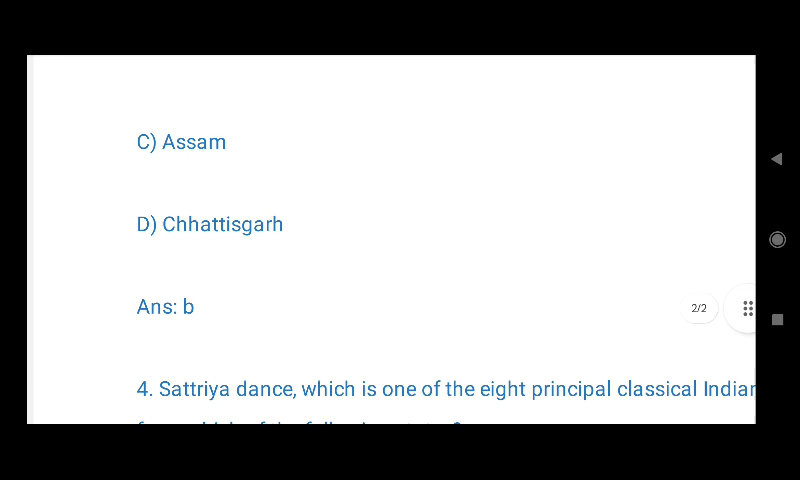 C) Assam
D) Chhattisgarh
Ans: b
2/2
4. Sattriya dance, which is one of the eight principal classical Indian